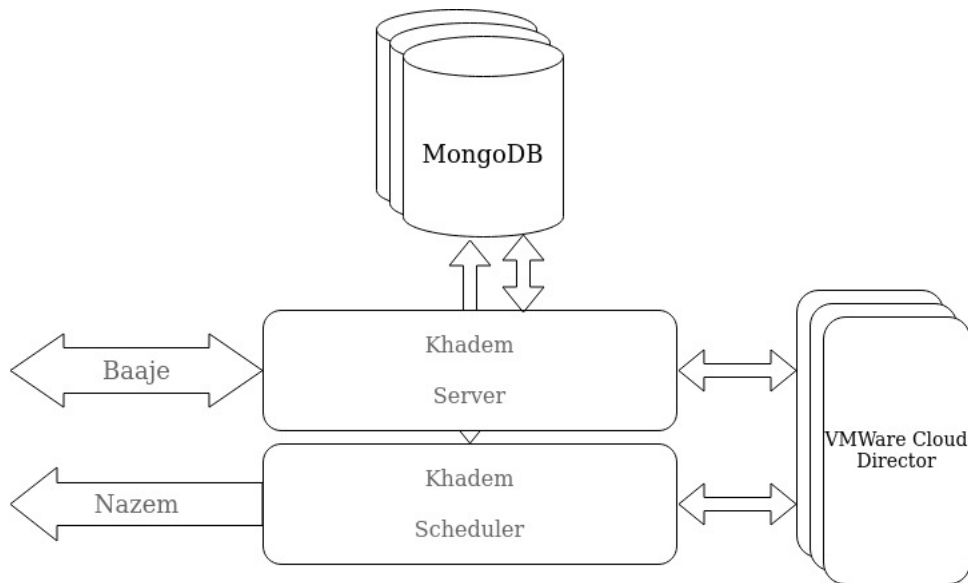 MongoDB
Khadem
Server
Baaje
VMWare Cloud
Director
Khadem
Scheduler
Nazem